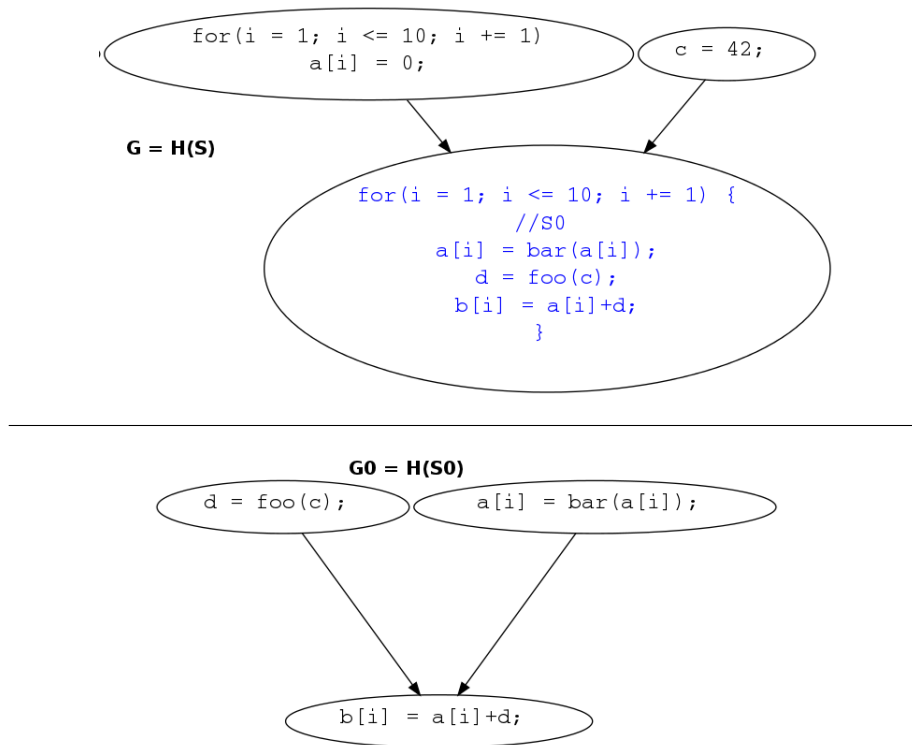 for(i = 1; i <= 10; i += 1)
a[i] = 0;
c = 42;
G = H(S)
for(i = 1; i <= 10; i += 1) {
//S0
a[i] = bar(a[i]);
d = foo(c);
b[i] = a[i]+d;
}
G0 = H(S0)
d = foo(c);
a[i] = bar(a[i]);
b[i] = a[i]+d;